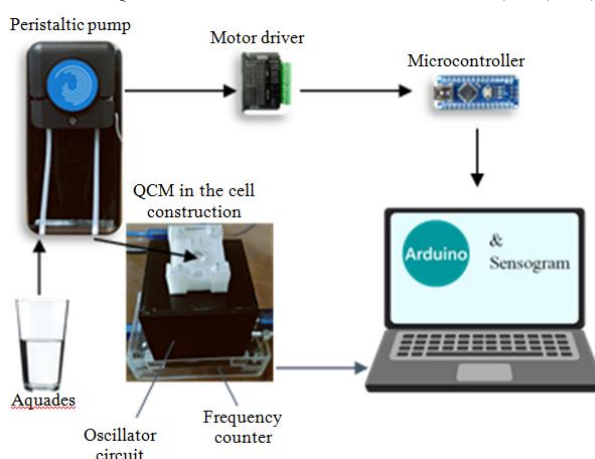 Peristaltic pump
Motor driver
Microcontroller
QCM in the cell
construction
Arduino
&
Sensogram
Aquades
Oscillator
circuit
Frequency
counter